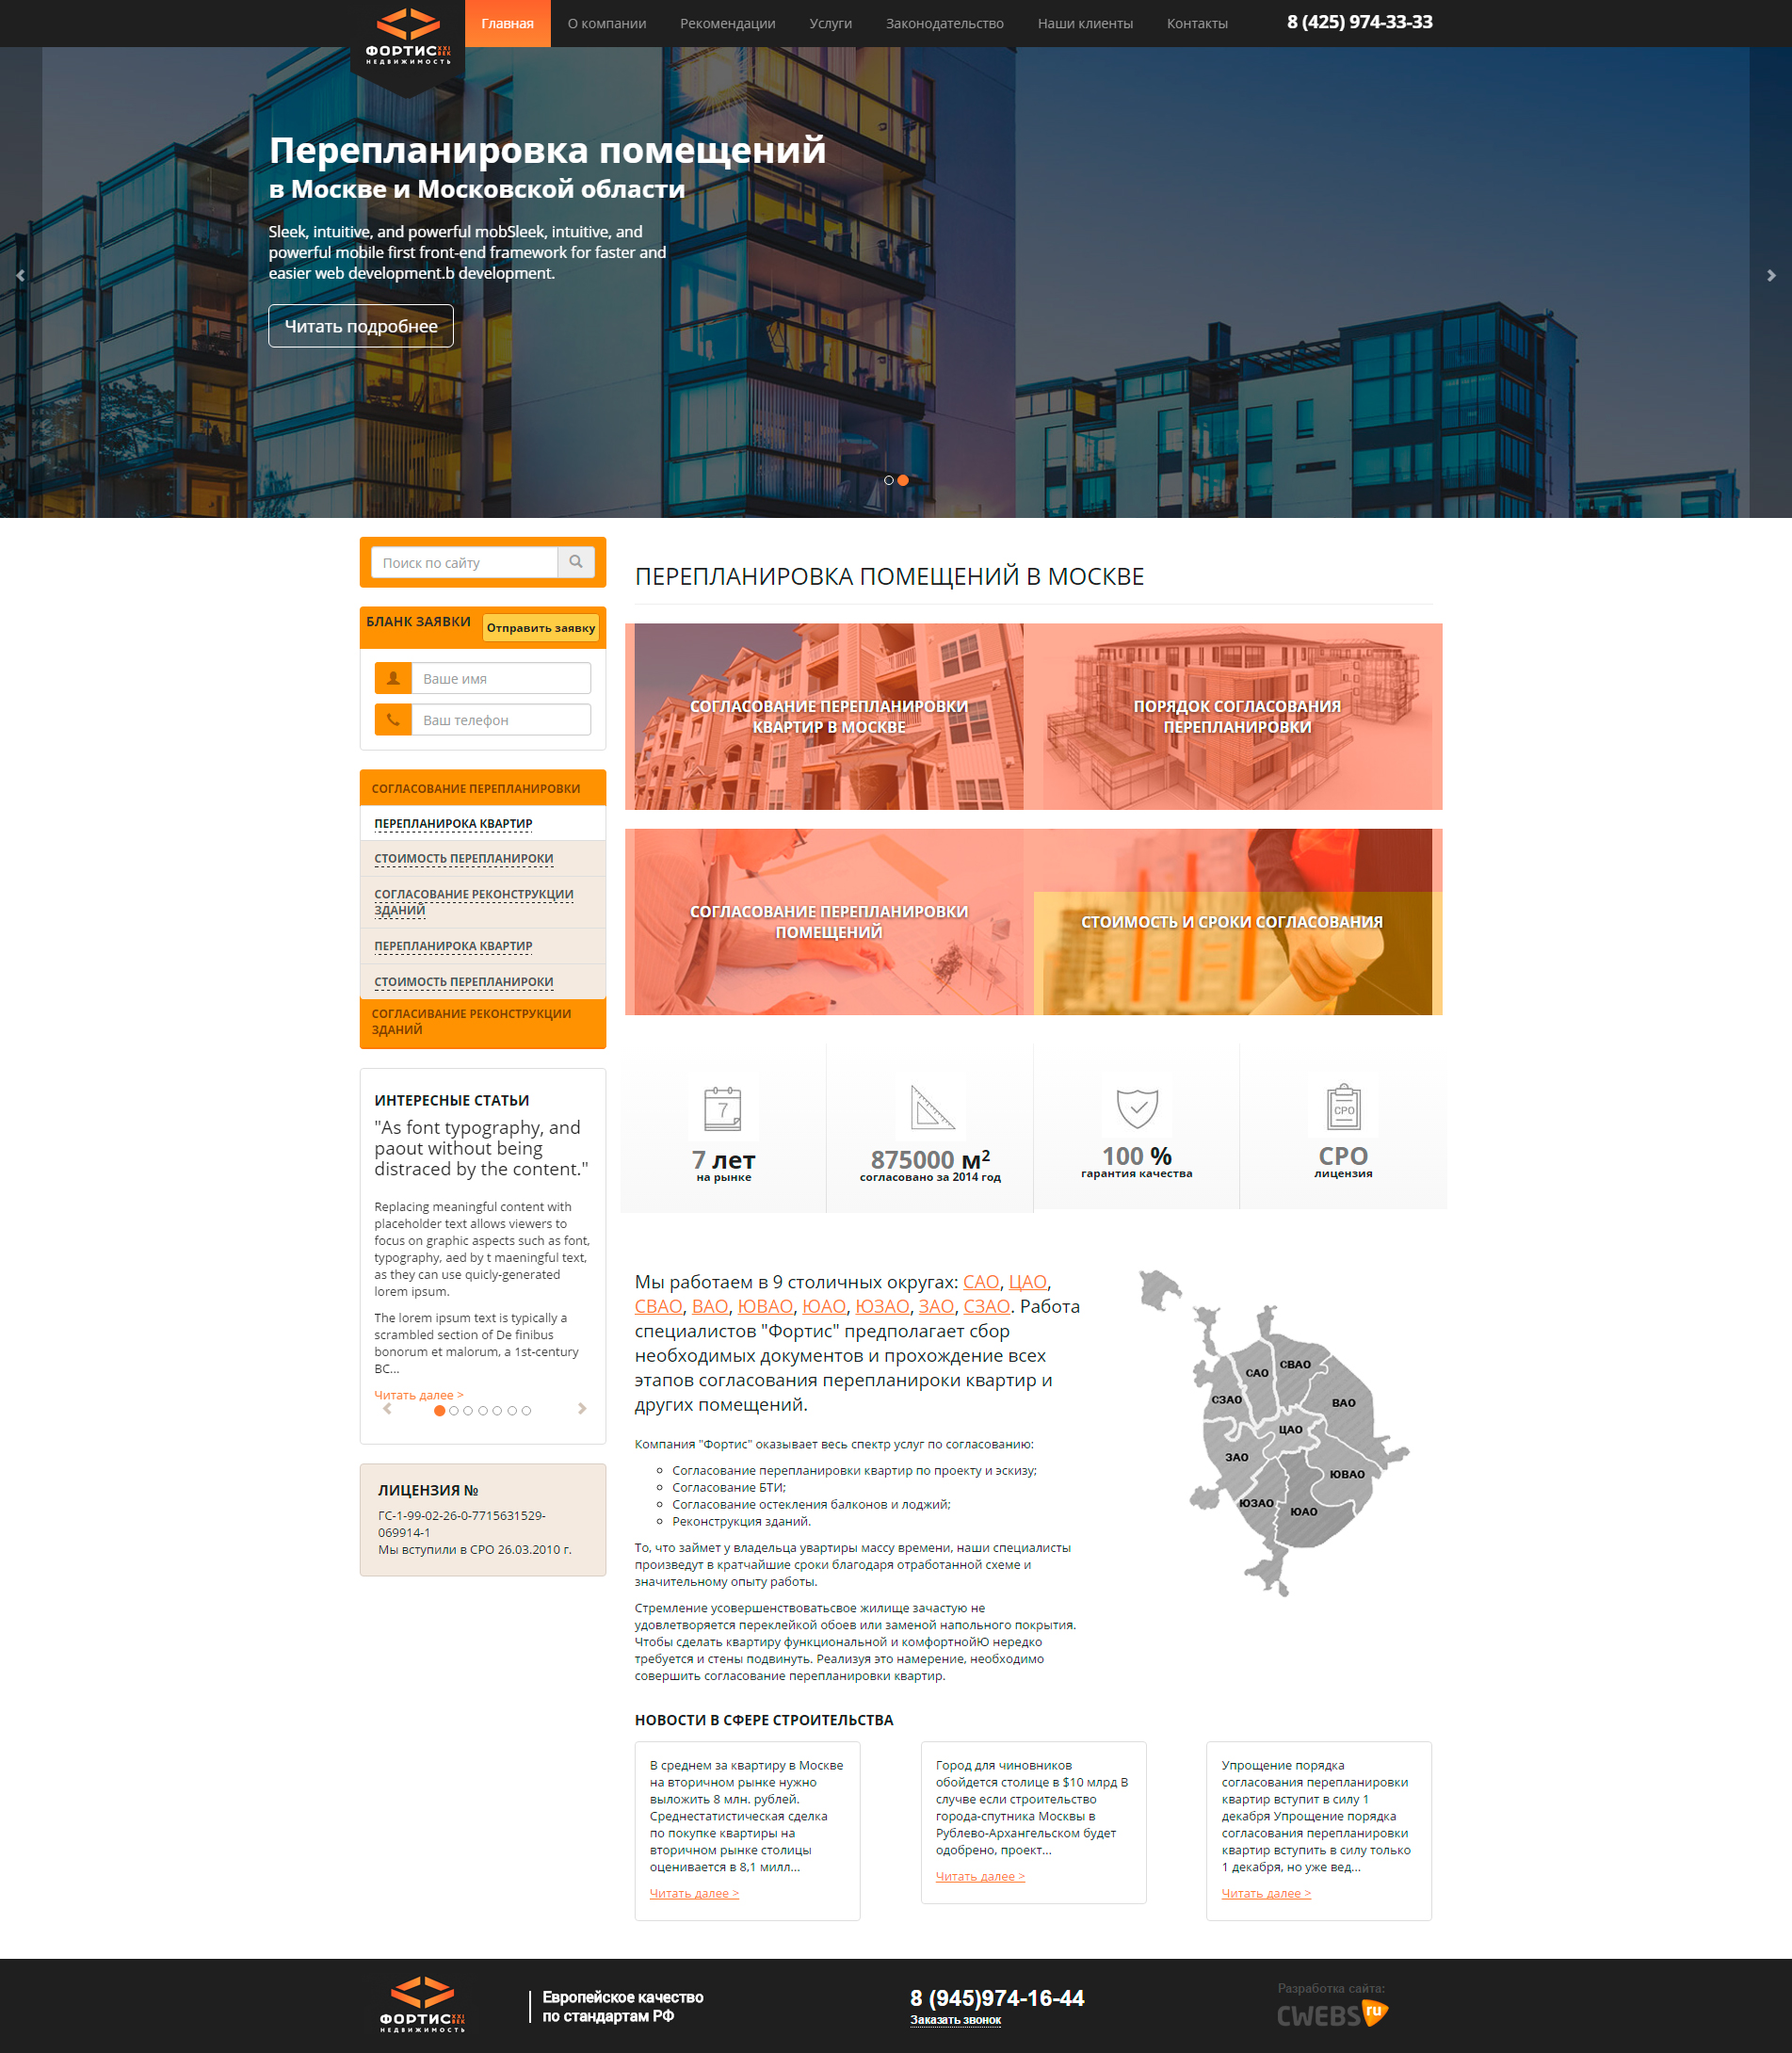 ФОРТИС XXI ВЕК
НЕДВИЖИМОСТЬ
Главная
О компании
Рекомендации
Услуги
Законодательство
Наши клиенты
Контакты
8 (425) 974-33-33
Перепланировка помещений
в Москве и Московской области
Sleek, intuitive, and powerful mobSleek, intuitive, and
powerful mobile first front-end framework for faster and
easier web development.b development.
Читать подробнее
Поиск по сайту
БЛАНК ЗАЯВКИ
Отправить заявку
Ваше имя
Ваш телефон
СОГЛАСОВАНИЕ ПЕРЕПЛАНИРОВКИ
ПЕРЕПЛАНИРОКА КВАРТИР
СТОИМОСТЬ ПЕРЕПЛАНИРОКИ
СОГЛАСОВАНИЕ РЕКОНСТРУКЦИИ
ЗДАНИЙ
ПЕРЕПЛАНИРОКА КВАРТИР
СТОИМОСТЬ ПЕРЕПЛАНИРОКИ
СОГЛАСИВАНИЕ РЕКОНСТРУКЦИИ
ЗДАНИЙ
ИНТЕРЕСНЫЕ СТАТЬИ
"As font typography, and
paout without being
distraced by the content."
Replacing meaningful content with
placeholder text allows viewers to
focus on graphic aspects such as font,
typography, aed by t maeningful text,
as they can use quicly-generated
lorem ipsum.
The lorem ipsum text is typically a
scrambled section of De finibus
bonorum et malorum, a 1st-century
BC...
Читать далее >
ЛИЦЕНЗИЯ №
ГС-1-99-02-26-0-7715631529-
069914-1
Мы вступили в СРО 26.03.2010 г.
ПЕРЕПЛАНИРОВКА ПОМЕЩЕНИЙ В МОСКВЕ
СОГЛАСОВАНИЕ ПЕРЕПЛАНИРОВКИ
КВАРТИР В МОСКВЕ
ПОРЯДОК СОГЛАСОВАНИЯ
ПЕРЕПЛАНИРОВКИ
СОГЛАСОВАНИЕ ПЕРЕПЛАНИРОВКИ
ПОМЕЩЕНИЙ
СТОИМОСТЬ И СРОКИ СОГЛАСОВАНИЯ
7
7 лет
на рынке
875000 м²
согласовано за 2014 год
100 %
гарантия качества
СРО
СРО
лицензия
Мы работаем в 9 столичных округах: САО, ЦАО,
СВАО, ВАО, ЮВАО, ЮАО, ЮЗАО, ЗАО, СЗАО. Работа
специалистов "Фортис" предполагает сбор
необходимых документов и прохождение всех
этапов согласования перепланироки квартир и
других помещений.
Компания "Фортис" оказывает весь спектр услуг по согласованию:
Согласование перепланировки квартир по проекту и эскизу;
Согласование БТИ;
Согласование остекления балконов и лоджий;
Реконструкция зданий.
То, что займет у владельца увартиры массу времени, наши специалисты
произведут в кратчайшие сроки благодаря отработанной схеме и
значительному опыту работы.
Стремление усовершенствоватьсвое жилище зачастую не
удовлетворяется переклейкой обоев или заменой напольного покрытия.
Чтобы сделать квартиру функциональной и комфортнойЮ нередко
требуется и стены подвинуть. Реализуя это намерение, необходимо
совершить согласование перепланировки квартир.
СВАО
САО
СЗАО
ВАО
ЦАО
ЗАО
ЮВАО
ЮЗАО
ЮАО
НОВОСТИ В СФЕРЕ СТРОИТЕЛЬСТВА
В среднем за квартиру в Москве
на вторичном рынке нужно
выложить 8 млн. рублей.
Среднестатистическая сделка
по покупке квартиры на
вторичном рынке столицы
оценивается в 8,1 милл...
Читать далее >
Город для чиновников
обойдется столице в $10 млрд В
случве если строительство
города-спутника Москвы в
Рублево-Архангельском будет
одобрено, проект...
Читать далее >
Упрощение порядка
согласования перепланировки
квартир вступит в силу 1
декабря Упрощение порядка
согласования перепланировки
квартир вступить в силу только
1 декабря, но уже вед...
Читать далее >
ФОРТИС XXI ВЕК
НЕДВИЖИМОСТЬ
Европейское качество
по стандартам РФ
8 (945)974-16-44
Заказать звонок
Разработка сайта:
CWEBS ru